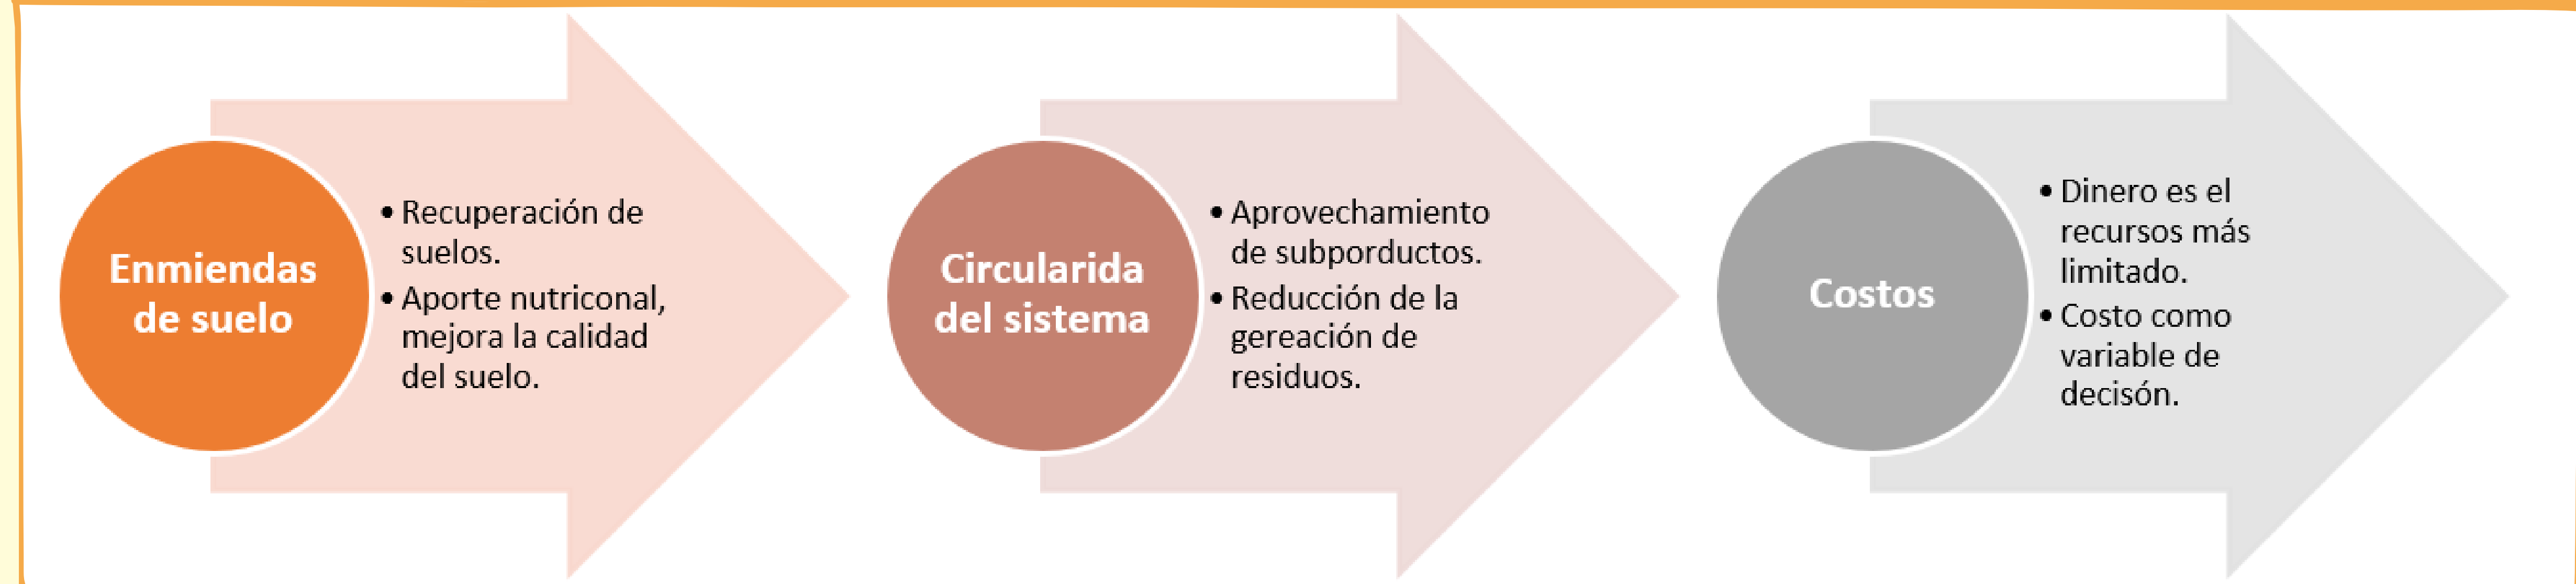 Enmiendas
de suelo
• Recuperación de
suelos.
• Aporte nutriconal,
mejora la calidad
del suelo.
Circularida
del sistema
• Aprovechamiento
de subporductos.
• Reducción de la
gereación de
residuos.
Costos
• Dinero es el
recursos más
limitado.
• Costo como
variable de
decisón.